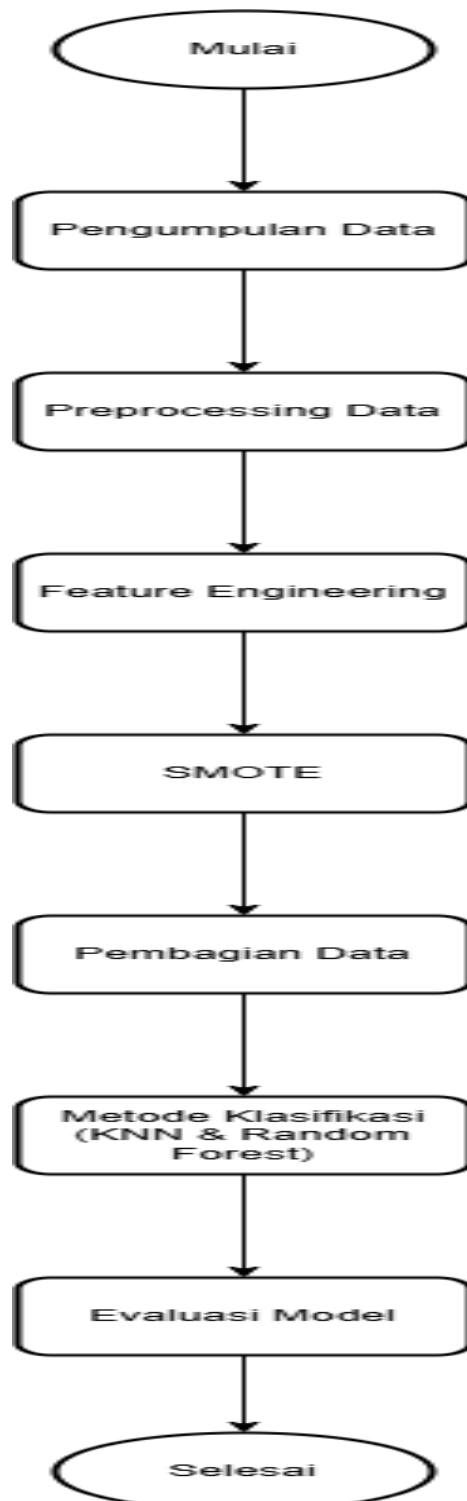 Mulai
Pengumpulan Data
Preprocessing Data
Feature Engineering
SMOTE
Pembagian Data
Metode Klasifikasi
(KNN & Random
Forest)
Evaluasi Model
Selesai